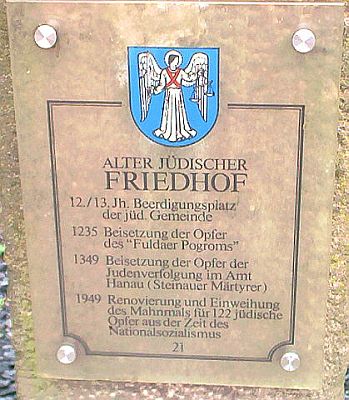 ALTER JÜDISCHER
FRIEDHOF
12./13. Jh. Beerdigungsplatz
der jüd. Gemeinde
1235 Beisetzung der Opfer
des "Fuldaer Pogroms"
1349 Beisetzung der Opfer der
Judenverfolgung im Amt
Hanau (Steinauer Märtyrer)
1949 Renovierung und Einweihung
des Mahnmals für 122 jüdische
Opfer aus der Zeit des
Nationalsozialismus
21